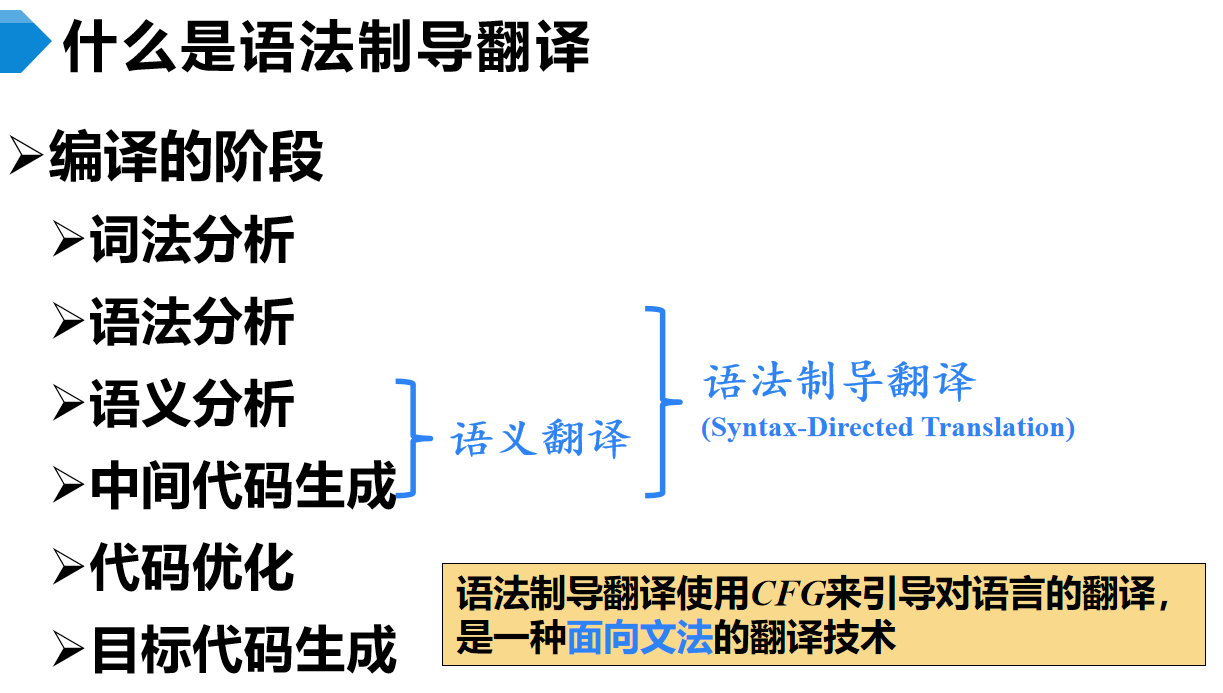 什么是语法制导翻译
编译的阶段
词法分析
语法分析
语义分析
中间代码生成
代码优化
目标代码生成
语义翻译
语法制导翻译
(Syntax-Directed Translation)
语法制导翻译使用CFG来引导对语言的翻译，
是一种面向文法的翻译技术